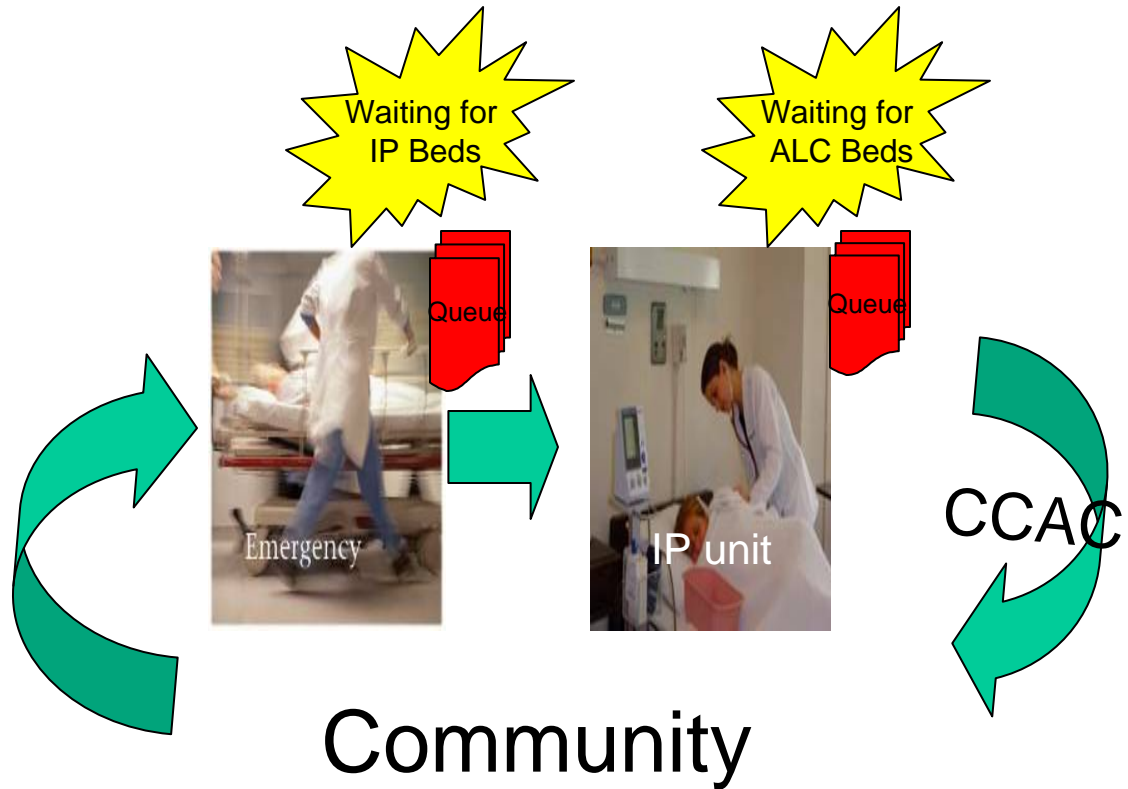 Waiting for
IP Beds
Waiting for
ALC Beds
Queue
Queue
Emergency
IP unit
CCAC
Community